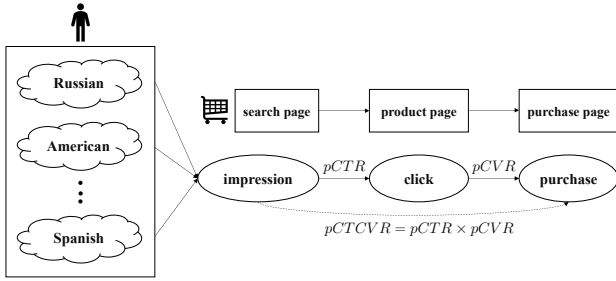 Russian
American
Spanish
search page
product page
purchase page
impression
pCTR
click
pCVR
purchase
pCTCVR = pCTR × pCVR